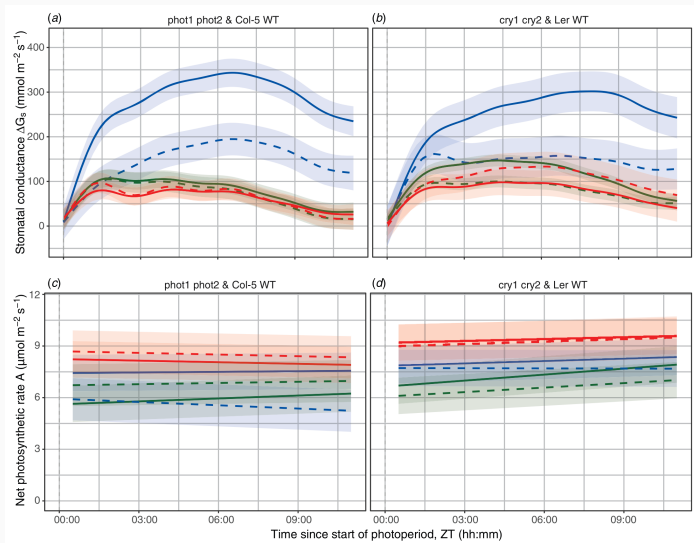 (a) phot1 phot2 & Col-5 WT
(b) cry1 cry2 & Ler WT
Stomatal conductance ΔGs (mmol m−2 s−1)
400
300
200
100
0
(c) phot1 phot2 & Col-5 WT
(d) cry1 cry2 & Ler WT
Net photosynthetic rate A (µmol m−2 s−1)
12
9
6
3
0
00:00 03:00 06:00 09:00 00:00 03:00 06:00 09:00
Time since start of photoperiod, ZT (hh:mm)